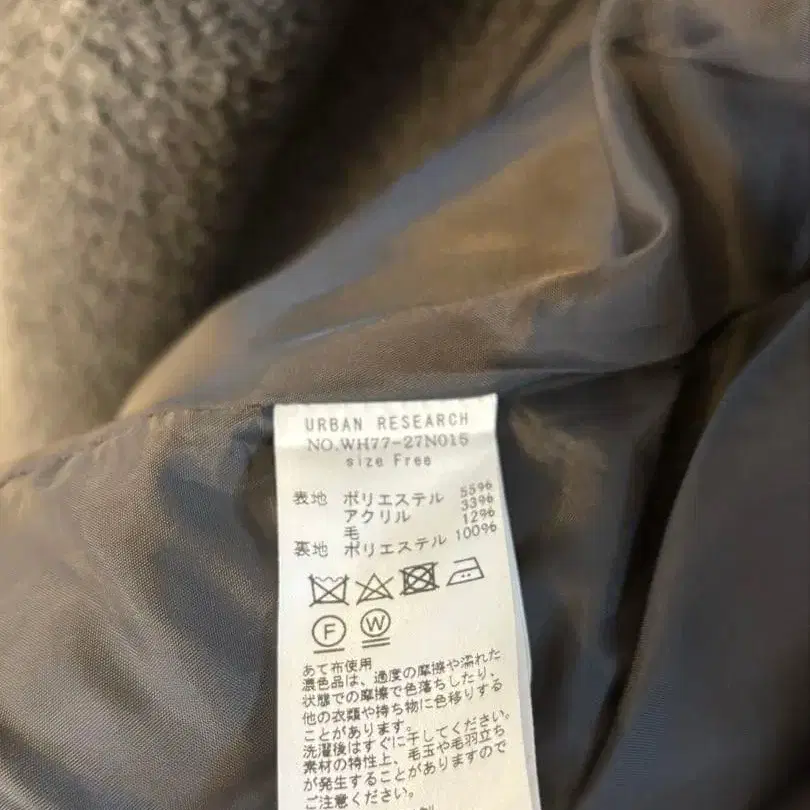 URBAN RESEARCH
NO.WH77-27N015
size Free
表地 ポリエステル 55%
アクリル 33%
毛 12%
裏地 ポリエステル 100%
F W
あて布使用
濃色品は、過度の摩擦や濡れた
状態での摩擦で色落ちしたり、
他の衣類や持ち物に色移りする
ことがあります。
洗濯後はすぐに干してください。
素材の特性上、毛玉や毛羽立ち
が発生することがありますので
ご注意ください。